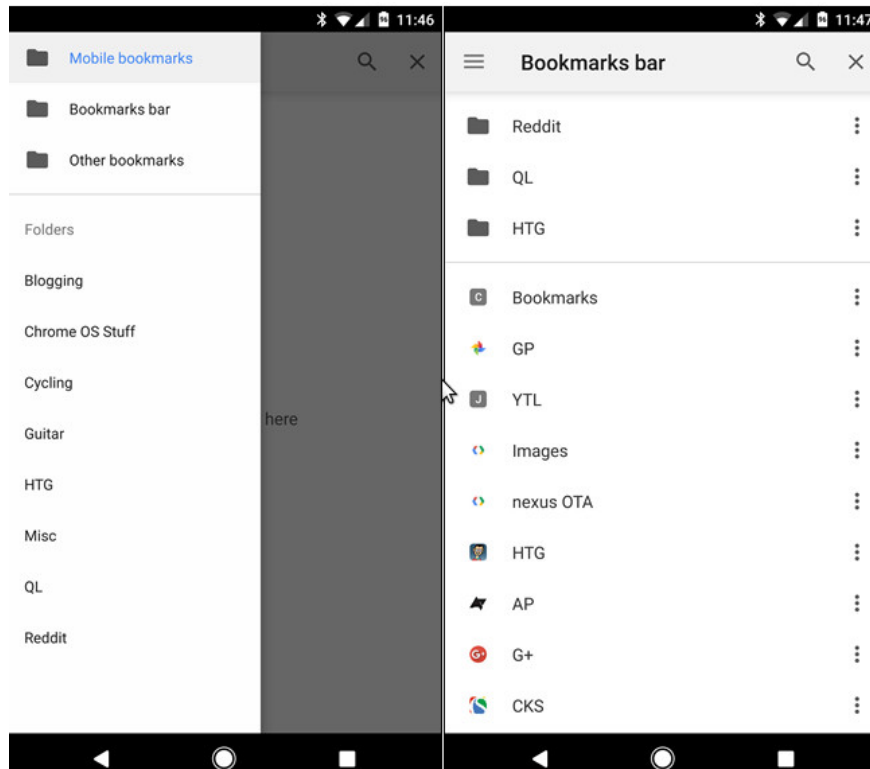 11:46
Mobile bookmarks
Bookmarks bar
Other bookmarks
Folders
Blogging
Chrome OS Stuff
Cycling
here
Guitar
HTG
Misc
QL
Reddit
11:47
Bookmarks bar
Reddit
QL
HTG
C Bookmarks
GP
J YTL
Images
nexus OTA
HTG
AP
G+ G+
CKS